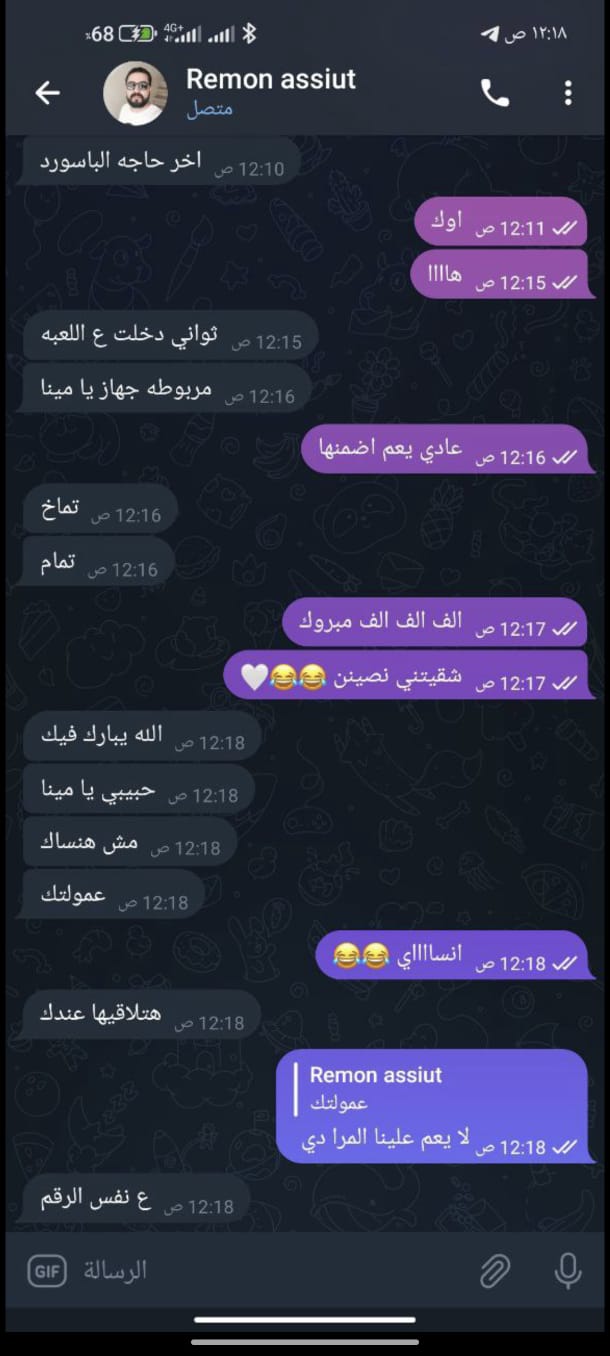 ١٢:١٨ ص 4G+ 68%
Remon assiut
متصل
اخر حاجه الباسورد 12:10 ص
اوك 12:11 ص
هاااا 12:15 ص
ثواني دخلت ع اللعبه 12:15 ص
مربوطه جهاز يا مينا 12:16 ص
عادي يعم اضمنها 12:16 ص
تماخ 12:16 ص
تمام 12:16 ص
الف الف الف مبروك 12:17 ص
شقيتني نصينن 😂😂🤍 12:17 ص
الله يبارك فيك 12:18 ص
حبيبي يا مينا 12:18 ص
مش هنساك 12:18 ص
عمولتك 12:18 ص
انسااااي 😂😂 12:18 ص
هتلاقيها عندك 12:18 ص
Remon assiut
عمولتك
لا يعم علينا المرا دي 12:18 ص
ع نفس الرقم 12:18 ص
GIF الرسالة